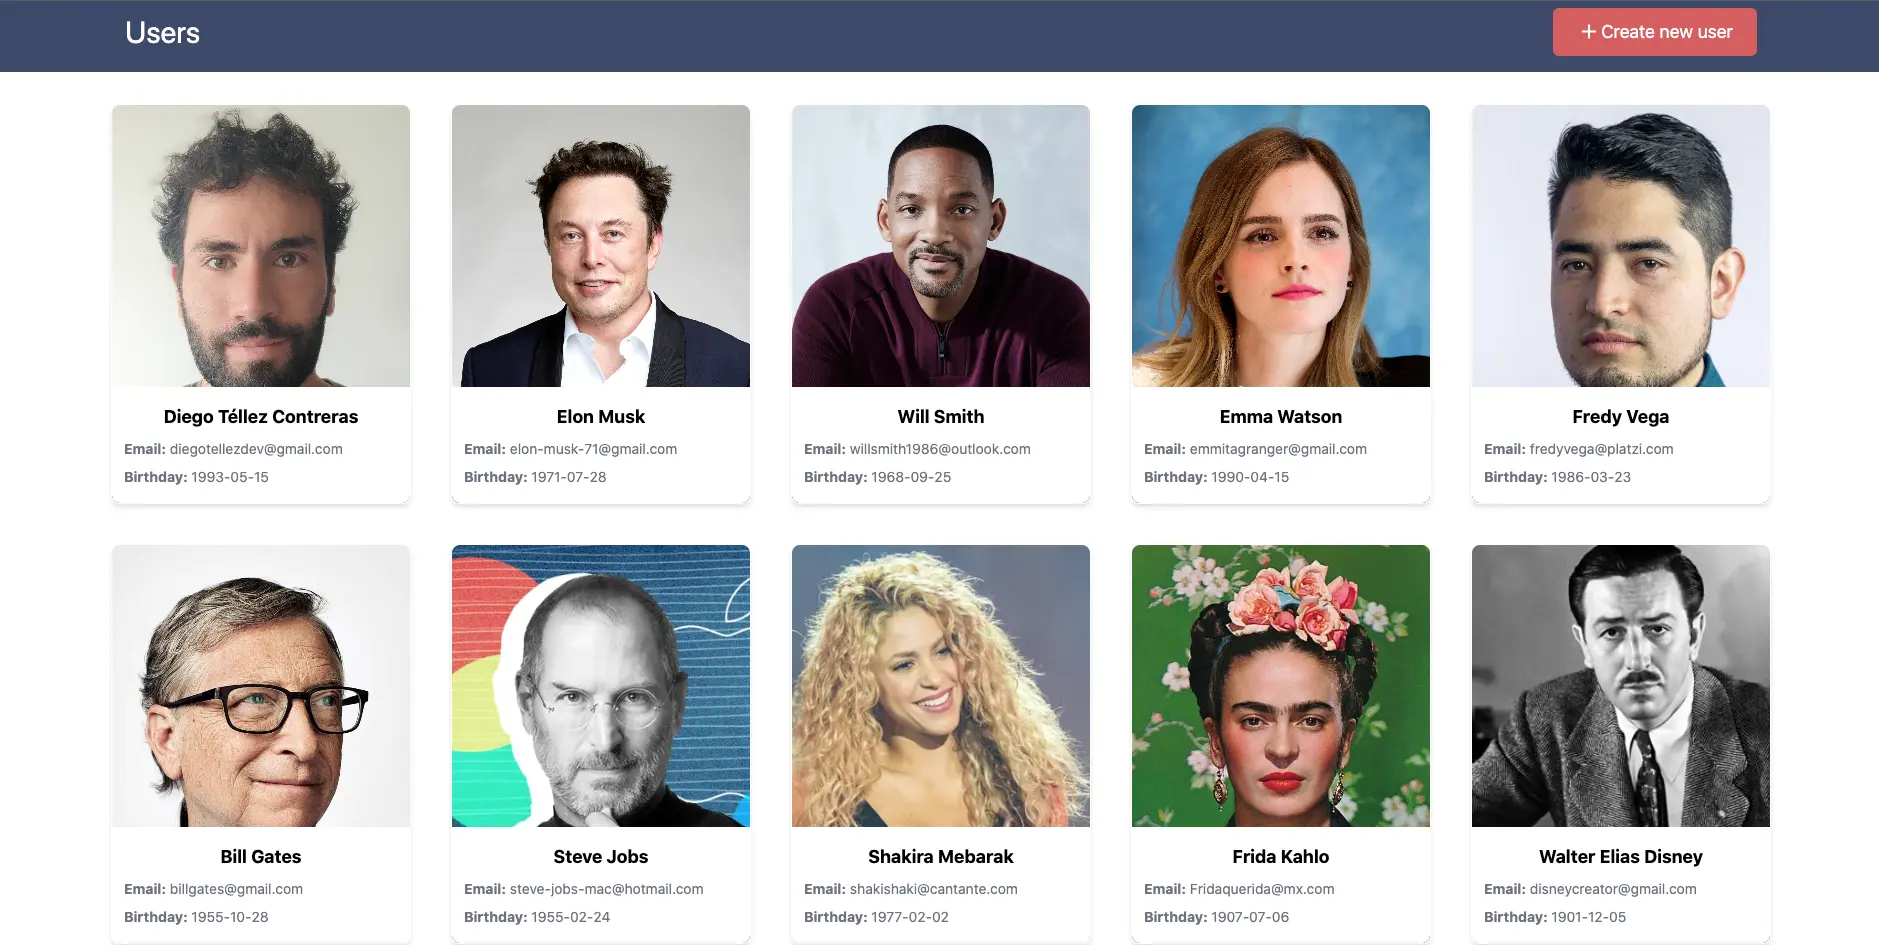 Users
+ Create new user
Diego Téllez Contreras
Email: diegotellezdev@gmail.com
Birthday: 1993-05-15
Elon Musk
Email: elon-musk-71@gmail.com
Birthday: 1971-07-28
Will Smith
Email: willsmith1986@outlook.com
Birthday: 1968-09-25
Emma Watson
Email: emmitagranger@gmail.com
Birthday: 1990-04-15
Fredy Vega
Email: fredyvega@platzi.com
Birthday: 1986-03-23
Bill Gates
Email: billgates@gmail.com
Birthday: 1955-10-28
Steve Jobs
Email: steve-jobs-mac@hotmail.com
Birthday: 1955-02-24
Shakira Mebarak
Email: shakishaki@cantante.com
Birthday: 1977-02-02
Frida Kahlo
Email: Fridaquerida@mx.com
Birthday: 1907-07-06
Walter Elias Disney
Email: disneycreator@gmail.com
Birthday: 1901-12-05